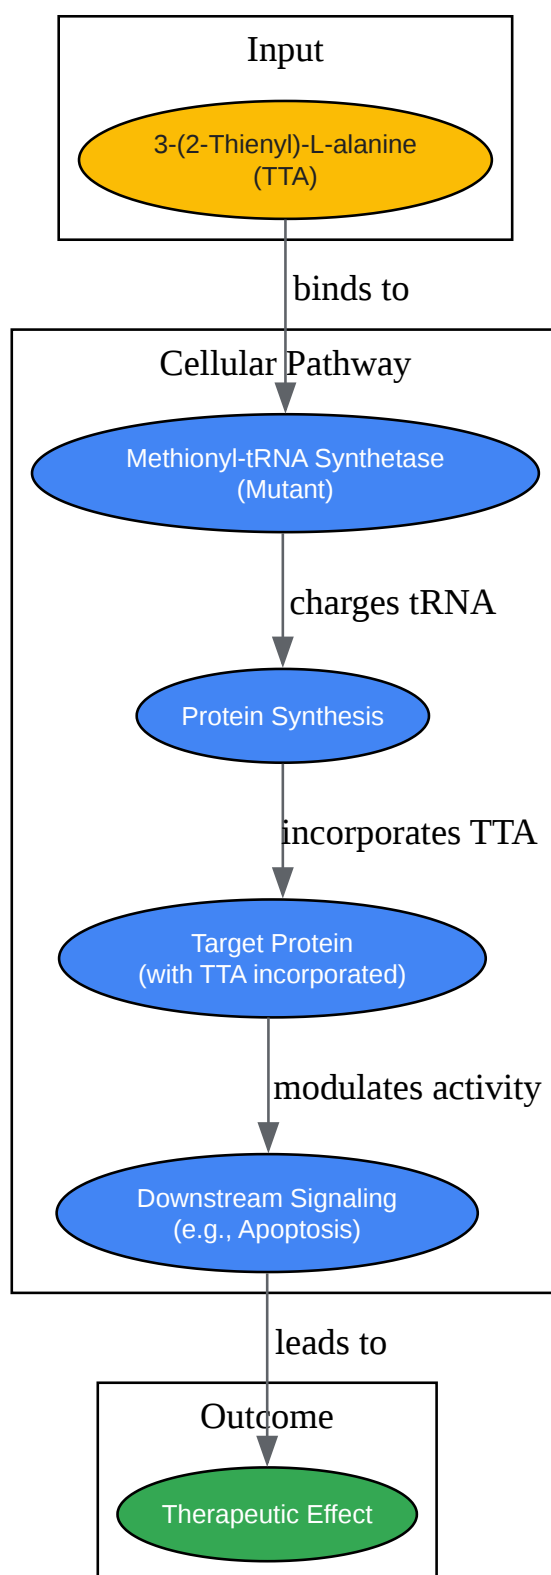 Input
3-(2-Thienyl)-L-alanine
(TTA)
binds to
Cellular Pathway
Methionyl-tRNA Synthetase
(Mutant)
charges tRNA
Protein Synthesis
incorporates TTA
Target Protein
(with TTA incorporated)
modulates activity
Downstream Signaling
(e.g., Apoptosis)
leads to
Outcome
Therapeutic Effect